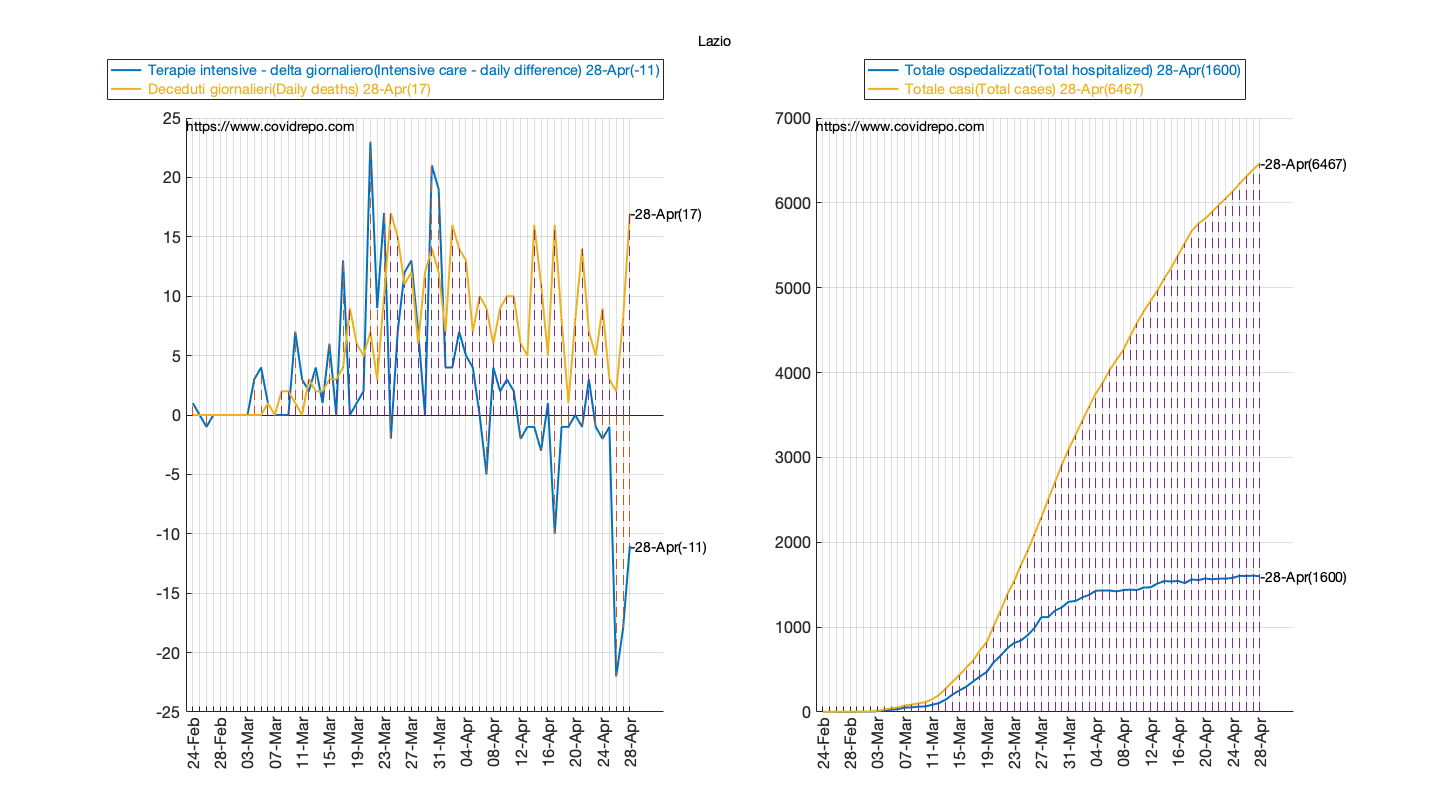 Lazio
Terapie intensive - delta giornaliero(Intensive care - daily difference) 28-Apr(-11)
Deceduti giornalieri(Daily deaths) 28-Apr(17)
25
https://www.covidrepo.com
20
15
10
5
0
-5
-10
-15
-20
-25
-28-Apr(17)
-28-Apr(-11)
24-Feb
28-Feb
03-Mar
07-Mar
11-Mar
15-Mar
19-Mar
23-Mar
27-Mar
31-Mar
04-Apr
08-Apr
12-Apr
16-Apr
20-Apr
24-Apr
28-Apr
Totale ospedalizzati(Total hospitalized) 28-Apr(1600)
Totale casi(Total cases) 28-Apr(6467)
7000
https://www.covidrepo.com
6000
5000
4000
3000
2000
1000
0
-28-Apr(6467)
-28-Apr(1600)
24-Feb
28-Feb
03-Mar
07-Mar
11-Mar
15-Mar
19-Mar
23-Mar
27-Mar
31-Mar
04-Apr
08-Apr
12-Apr
16-Apr
20-Apr
24-Apr
28-Apr